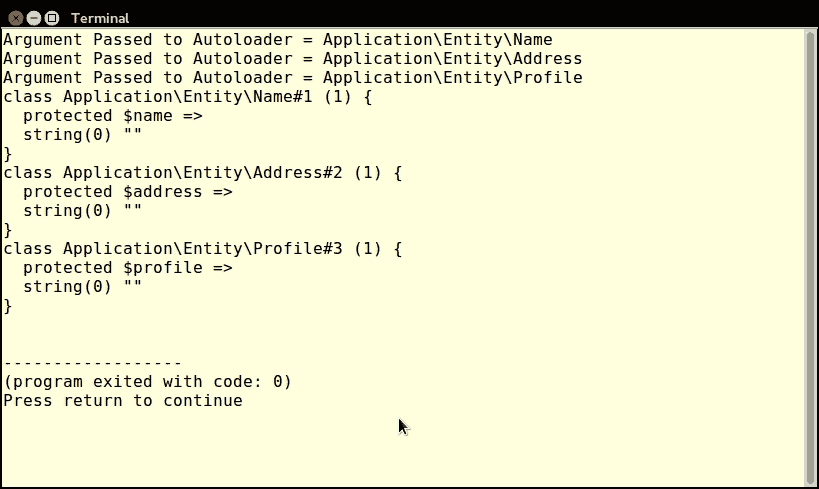 Terminal
Argument Passed to Autoloader = Application\Entity\Name
Argument Passed to Autoloader = Application\Entity\Address
Argument Passed to Autoloader = Application\Entity\Profile
class Application\Entity\Name#1 (1) {
  protected $name =>
  string(0) ""
}
class Application\Entity\Address#2 (1) {
  protected $address =>
  string(0) ""
}
class Application\Entity\Profile#3 (1) {
  protected $profile =>
  string(0) ""
}
------------------
(program exited with code: 0)
Press return to continue